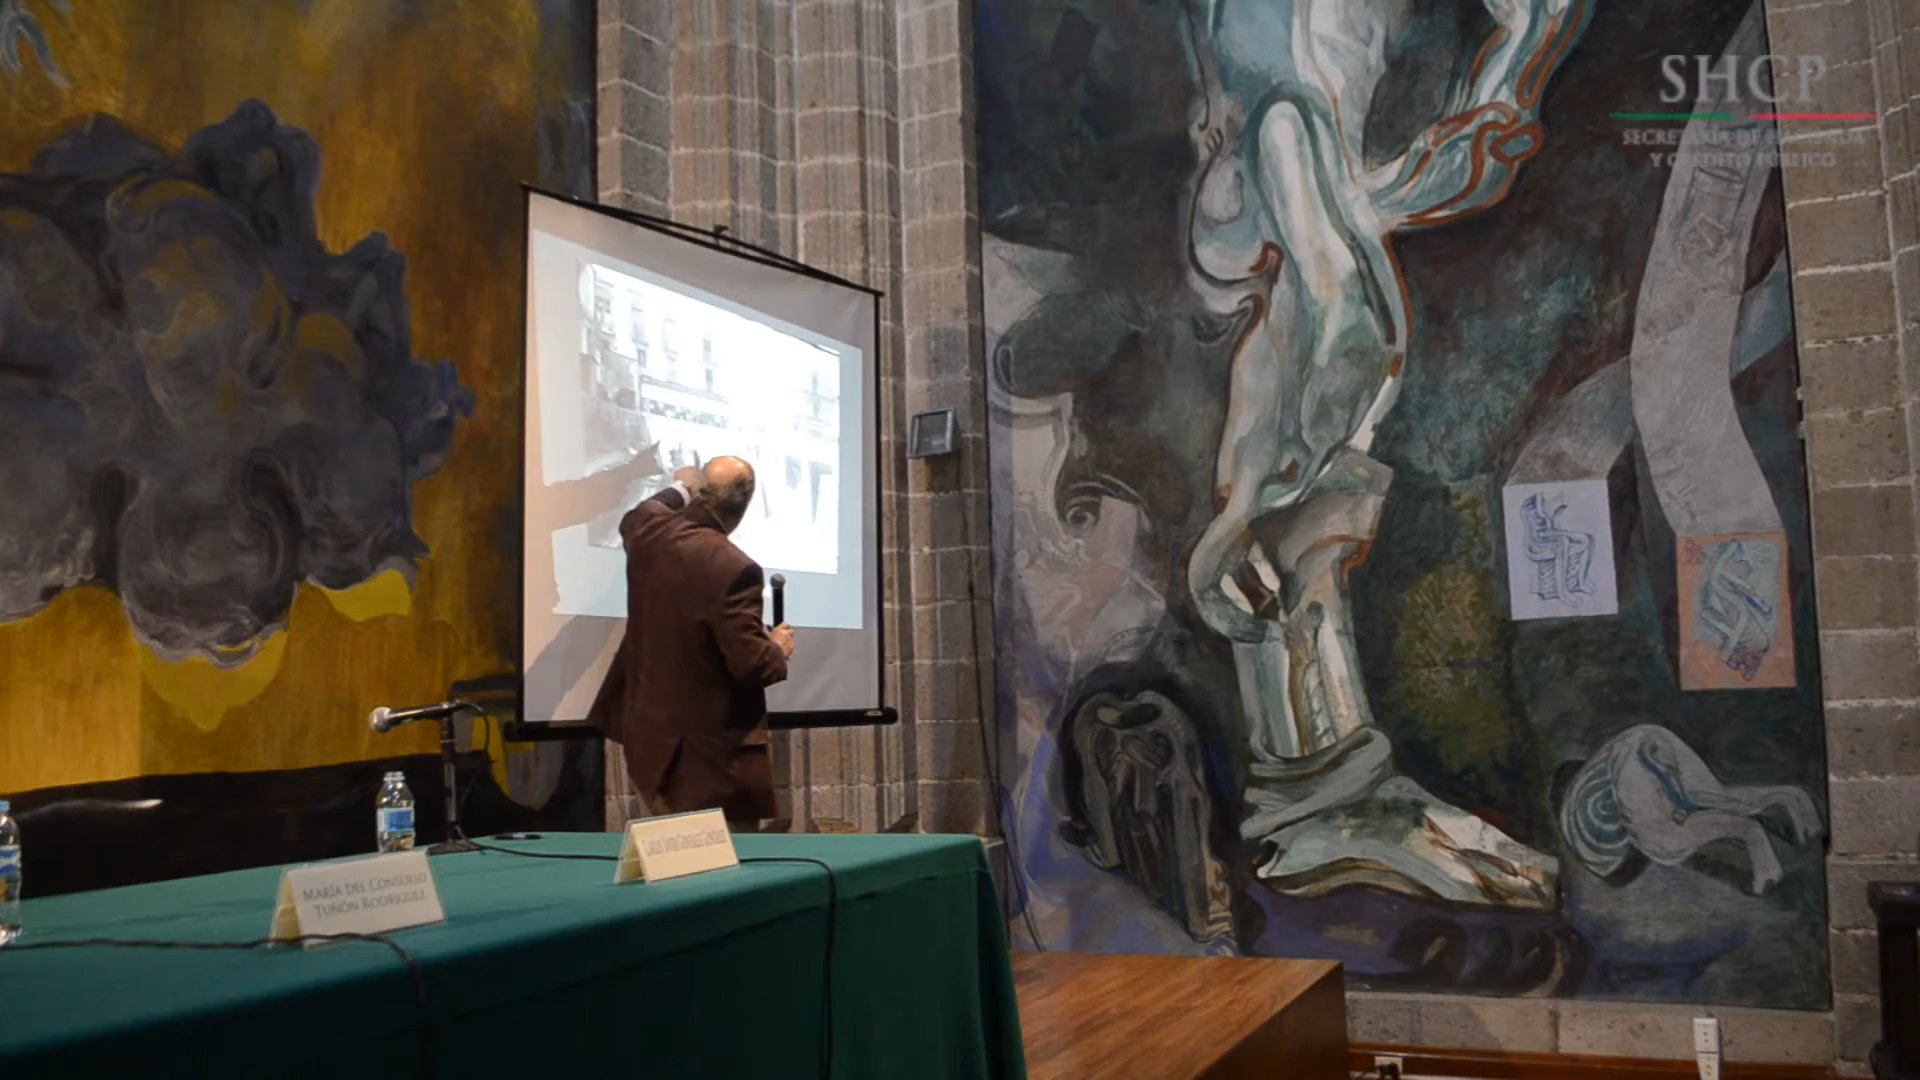 SHCP
SECRETARÍA DE HACIENDA
Y CRÉDITO PÚBLICO
MARÍA DEL CONSUELO
TUÑÓN RODRÍGUEZ